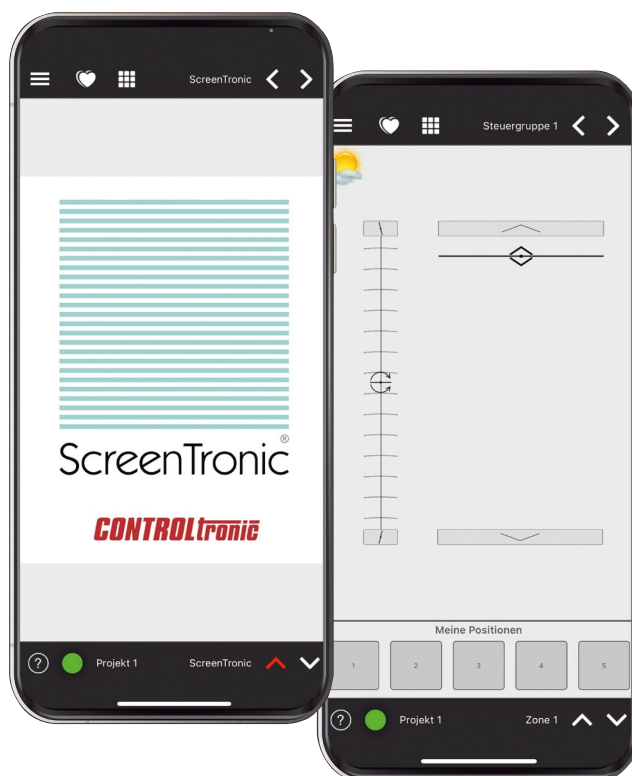 ScreenTronic
ScreenTronic®
CONTROLtronic
?
Projekt 1
ScreenTronic
Steuergruppe 1
Meine Positionen
1
2
3
4
5
?
Projekt 1
Zone 1